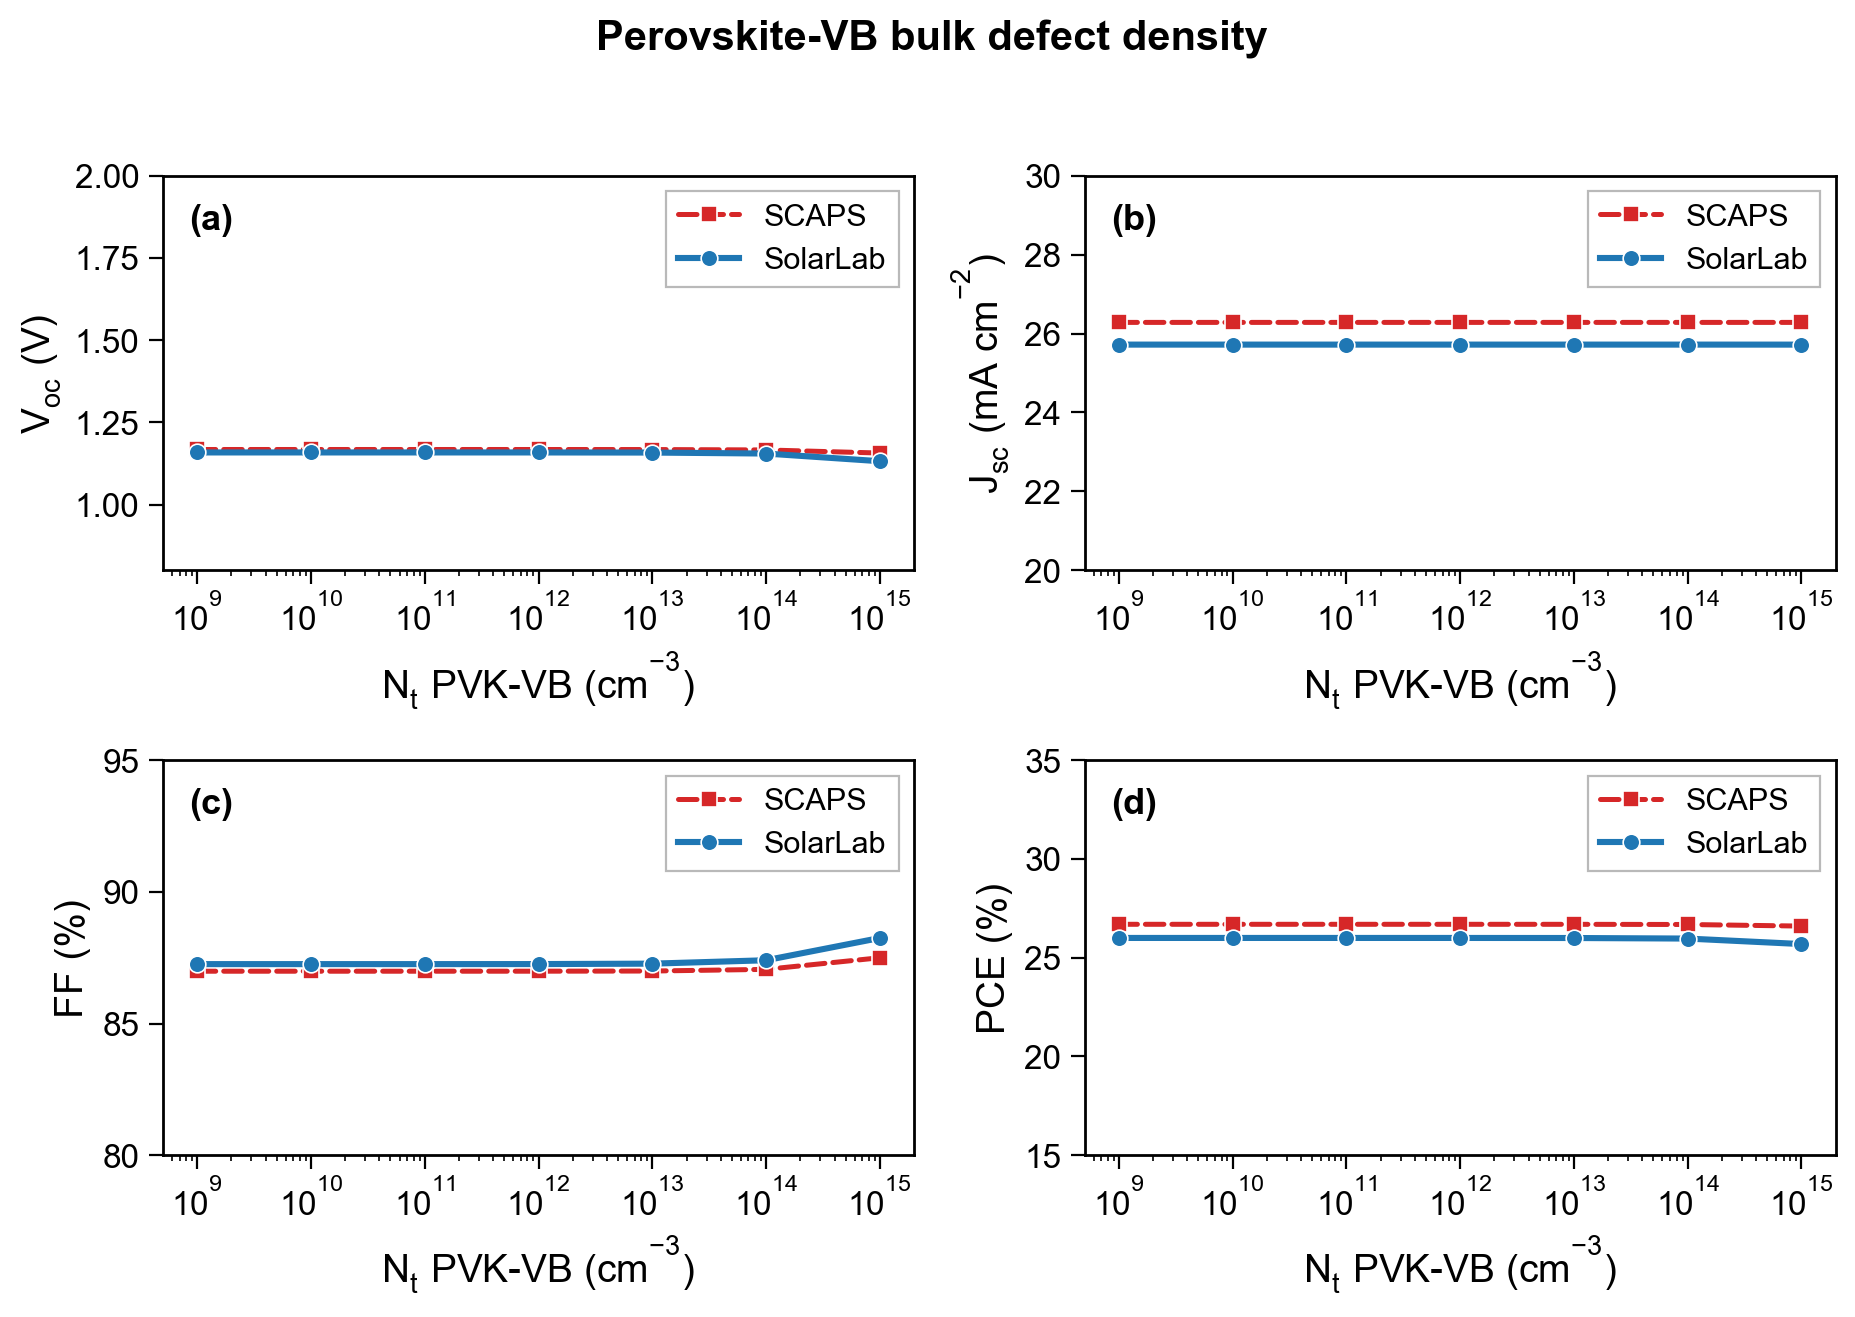 Perovskite-VB bulk defect density
(a)
SCAPS
SolarLab
V_oc (V)
2.00
1.75
1.50
1.25
1.00
10^9 10^10 10^11 10^12 10^13 10^14 10^15
N_t PVK-VB (cm^−3)
(b)
SCAPS
SolarLab
J_sc (mA cm^−2)
30
28
26
24
22
20
10^9 10^10 10^11 10^12 10^13 10^14 10^15
N_t PVK-VB (cm^−3)
(c)
SCAPS
SolarLab
FF (%)
95
90
85
80
10^9 10^10 10^11 10^12 10^13 10^14 10^15
N_t PVK-VB (cm^−3)
(d)
SCAPS
SolarLab
PCE (%)
35
30
25
20
15
10^9 10^10 10^11 10^12 10^13 10^14 10^15
N_t PVK-VB (cm^−3)